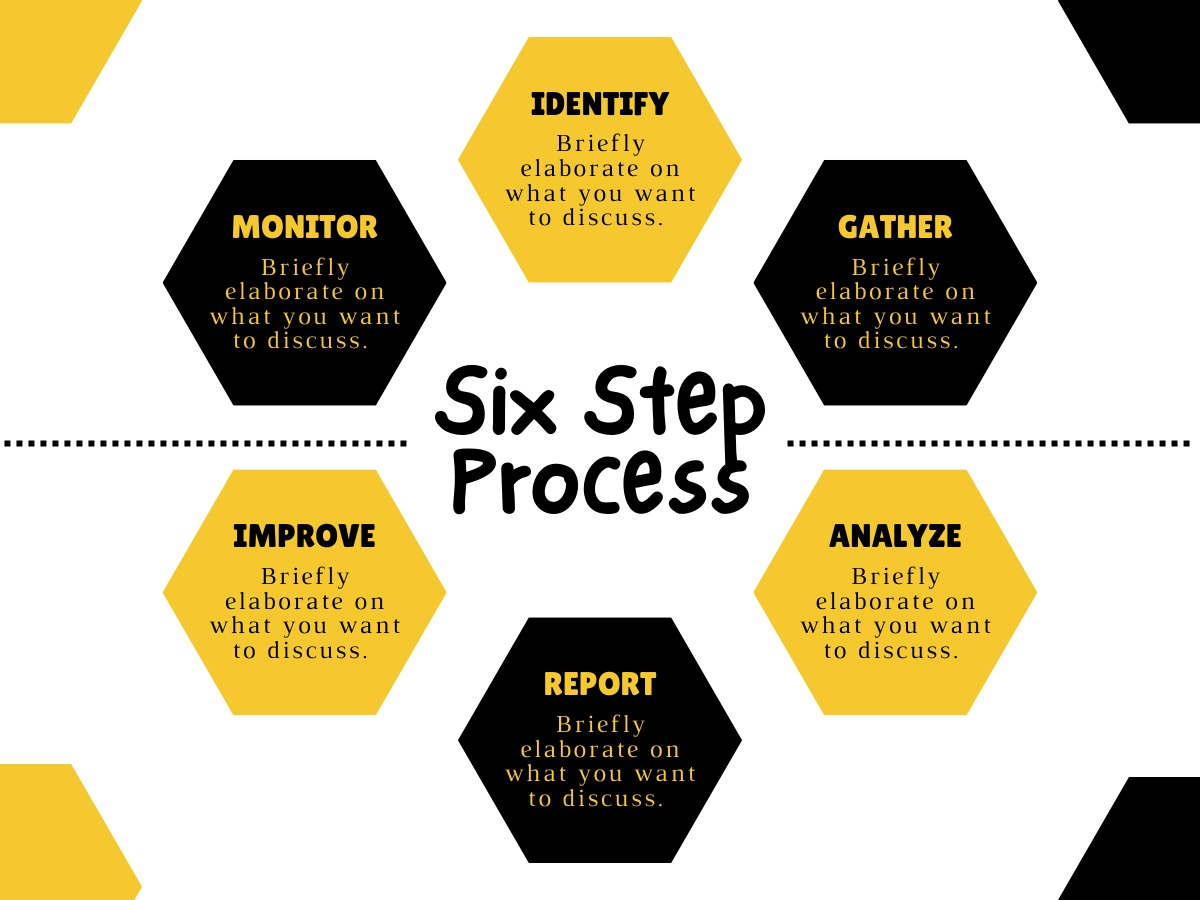 IDENTIFY
Briefly
elaborate on
what you want
to discuss.
MONITOR
Briefly
elaborate on
what you want
to discuss.
GATHER
Briefly
elaborate on
what you want
to discuss.
Six Step
Process
IMPROVE
Briefly
elaborate on
what you want
to discuss.
ANALYZE
Briefly
elaborate on
what you want
to discuss.
REPORT
Briefly
elaborate on
what you want
to discuss.